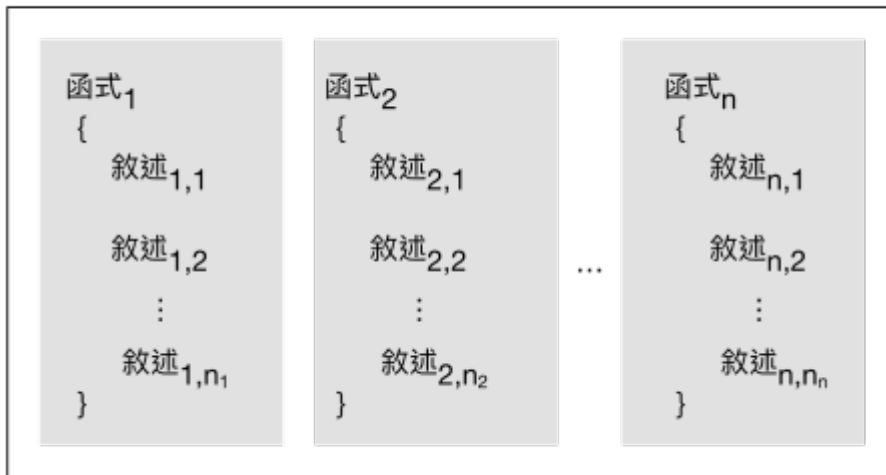 函式1
{
敘述1,1
敘述1,2
⋮
敘述1,n1
}
函式2
{
敘述2,1
敘述2,2
⋮
敘述2,n2
}
...
函式n
{
敘述n,1
敘述n,2
⋮
敘述n,nn
}